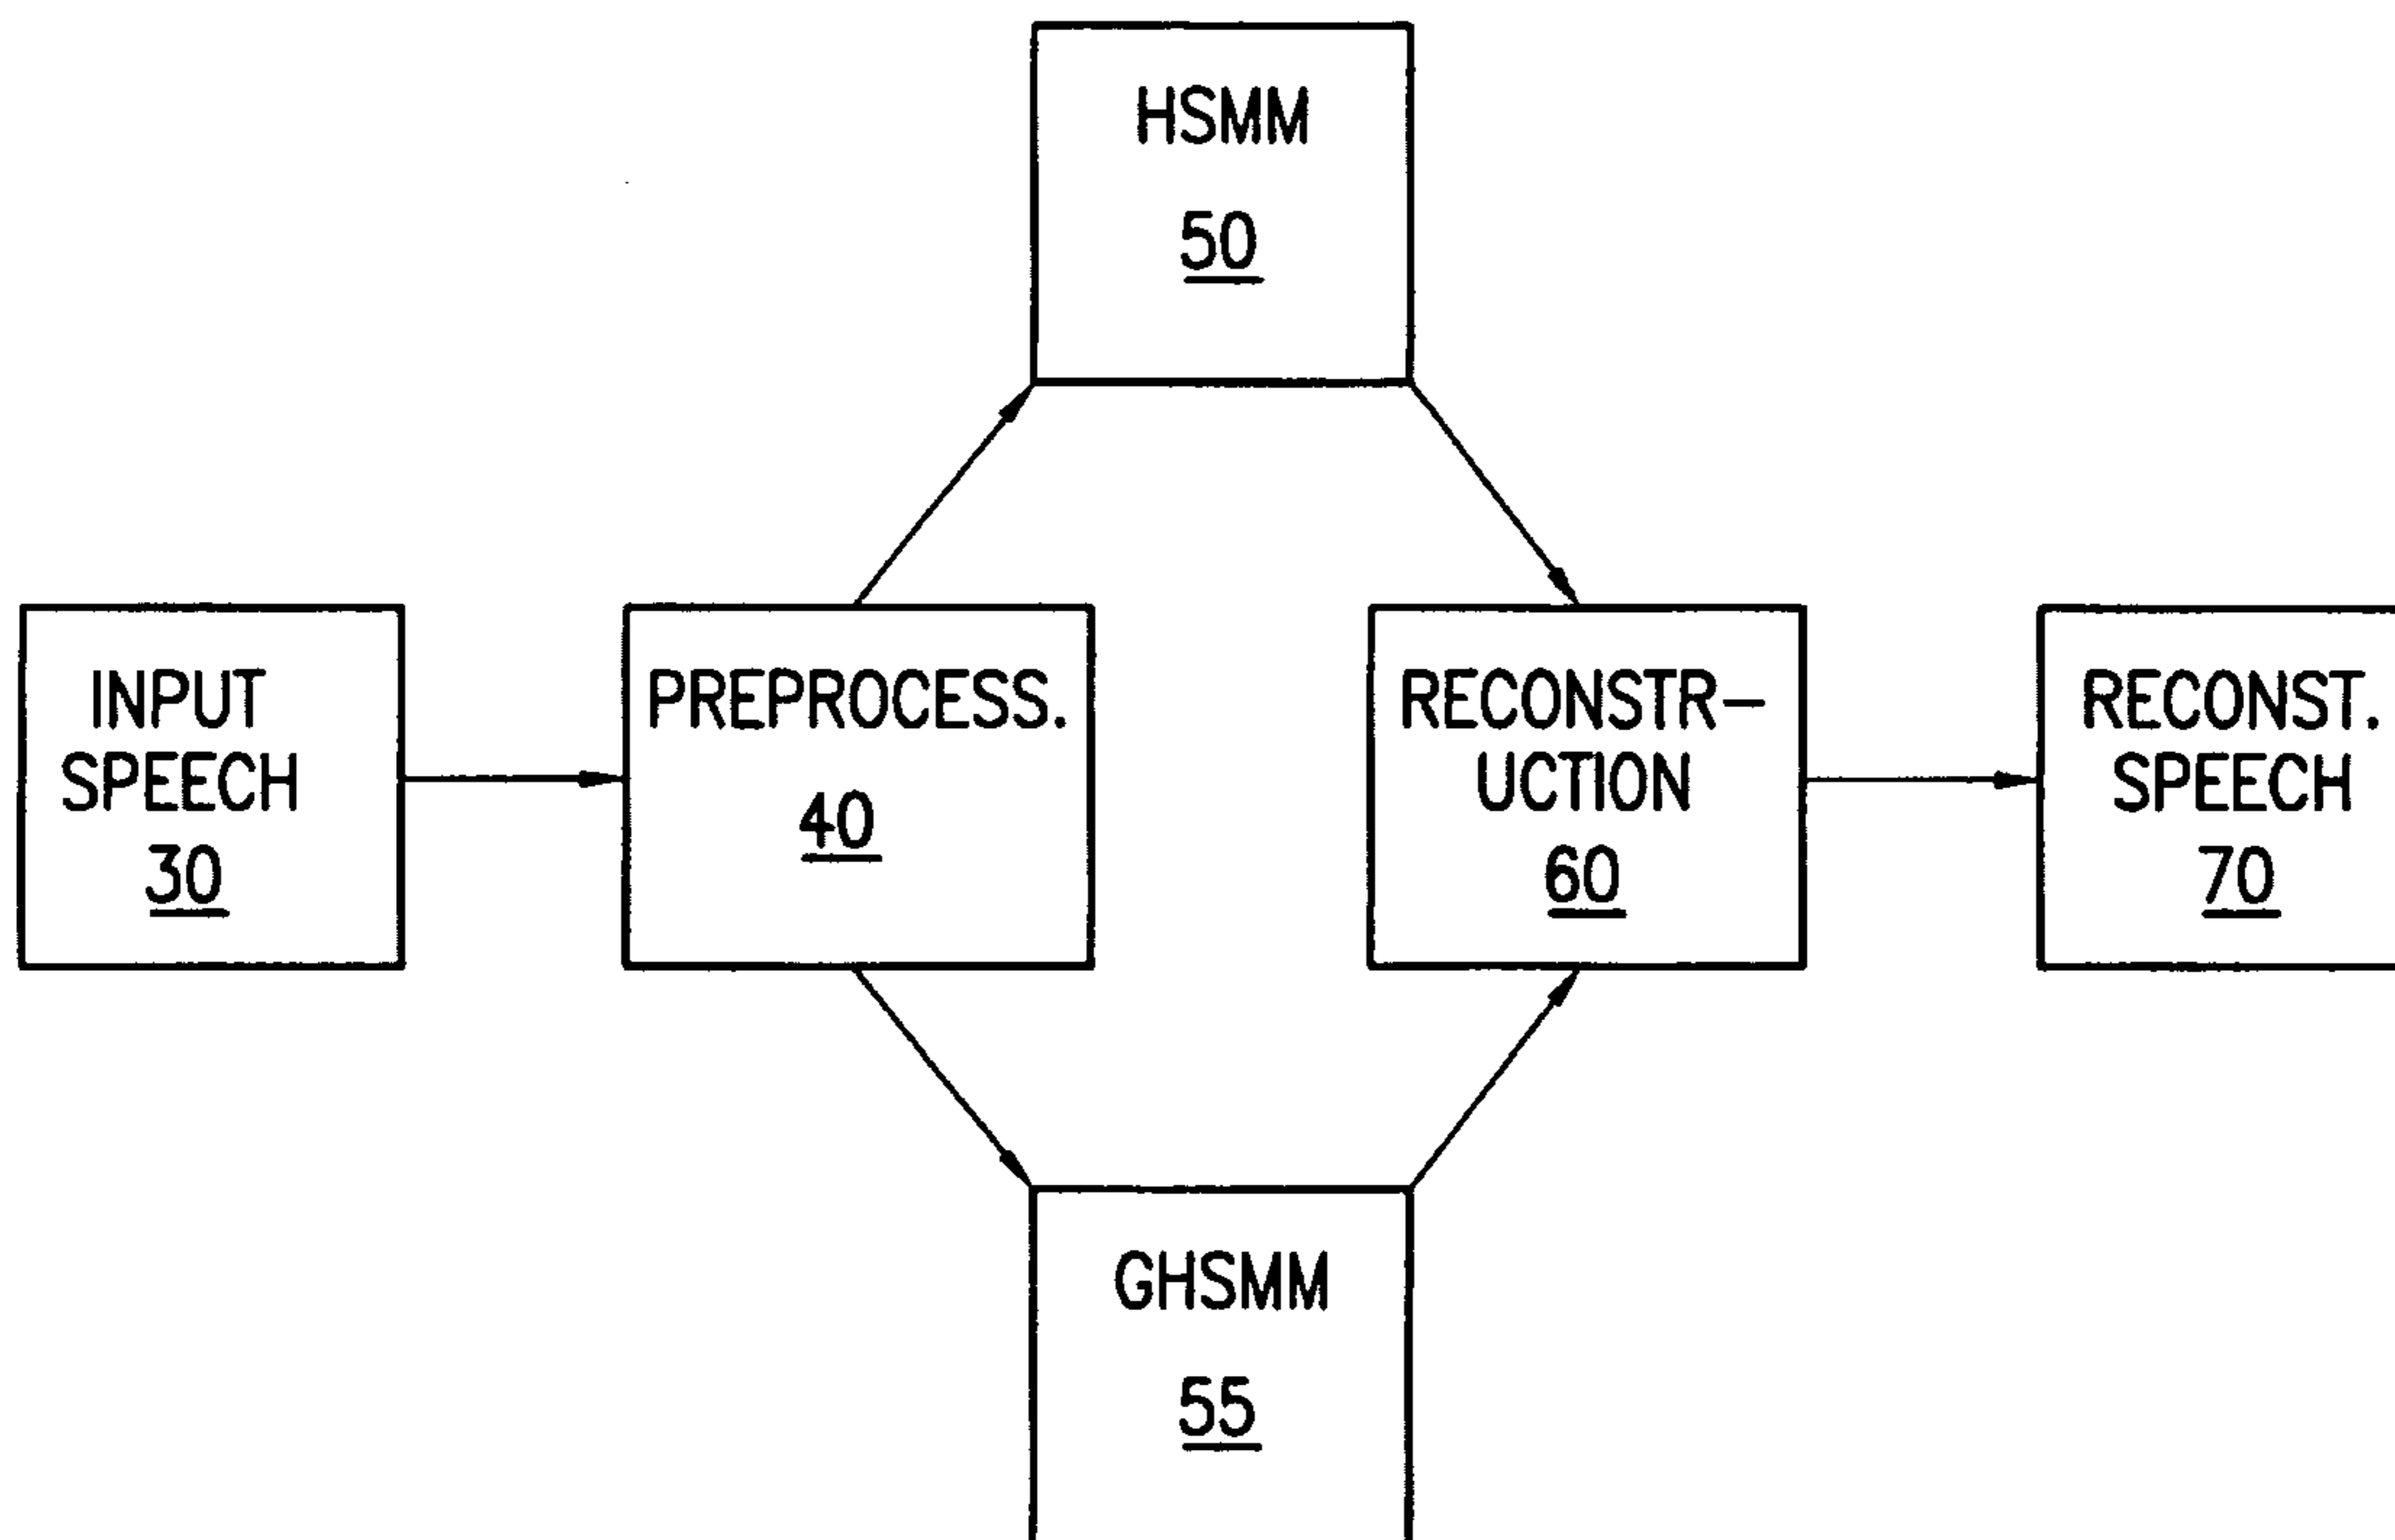 HSMM
50
INPUT
SPEECH
30
PREPROCESS.
40
RECONSTR-
UCTION
60
RECONST.
SPEECH
70
GHSMM
55